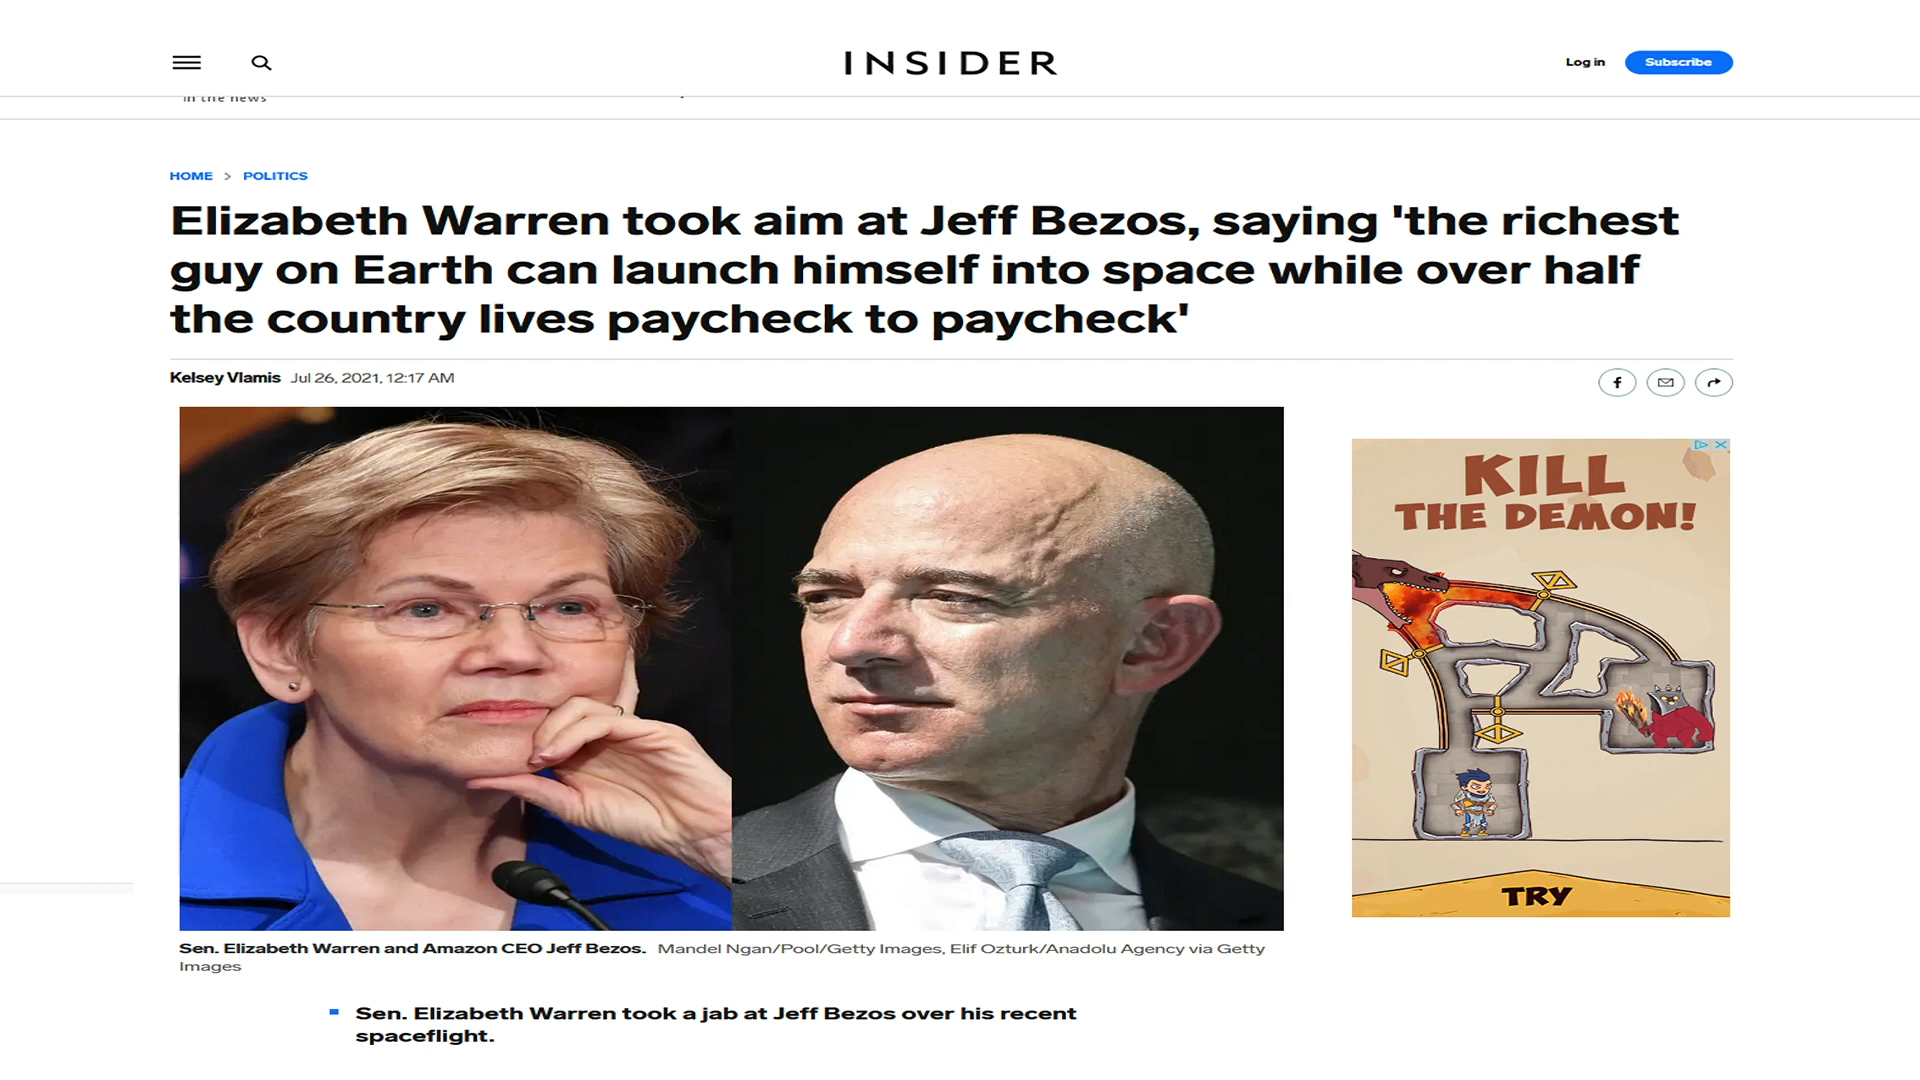 INSIDER
Log in
Subscribe
in the news
HOME > POLITICS
Elizabeth Warren took aim at Jeff Bezos, saying 'the richest
guy on Earth can launch himself into space while over half
the country lives paycheck to paycheck'
Kelsey Vlamis Jul 26, 2021, 12:17 AM
KILL
THE DEMON!
TRY
Sen. Elizabeth Warren and Amazon CEO Jeff Bezos. Mandel Ngan/Pool/Getty Images, Elif Ozturk/Anadolu Agency via Getty
Images
Sen. Elizabeth Warren took a jab at Jeff Bezos over his recent
spaceflight.